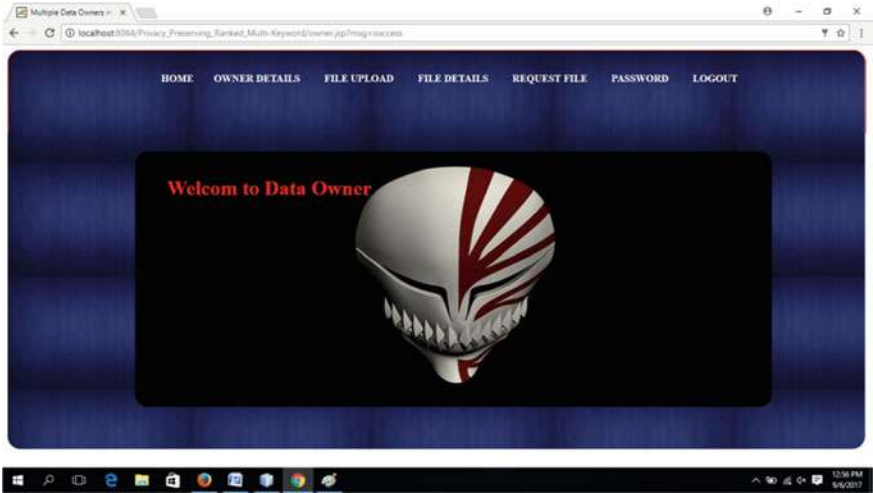 Multiple Data Owners in
localhost:8084/Privacy_Preserving_Ranked_Multi-Keyword/owner.jsp?msg=success
HOME OWNER DETAILS FILE UPLOAD FILE DETAILS REQUEST FILE PASSWORD LOGOUT
Welcom to Data Owner
12:56 PM
9/6/2017